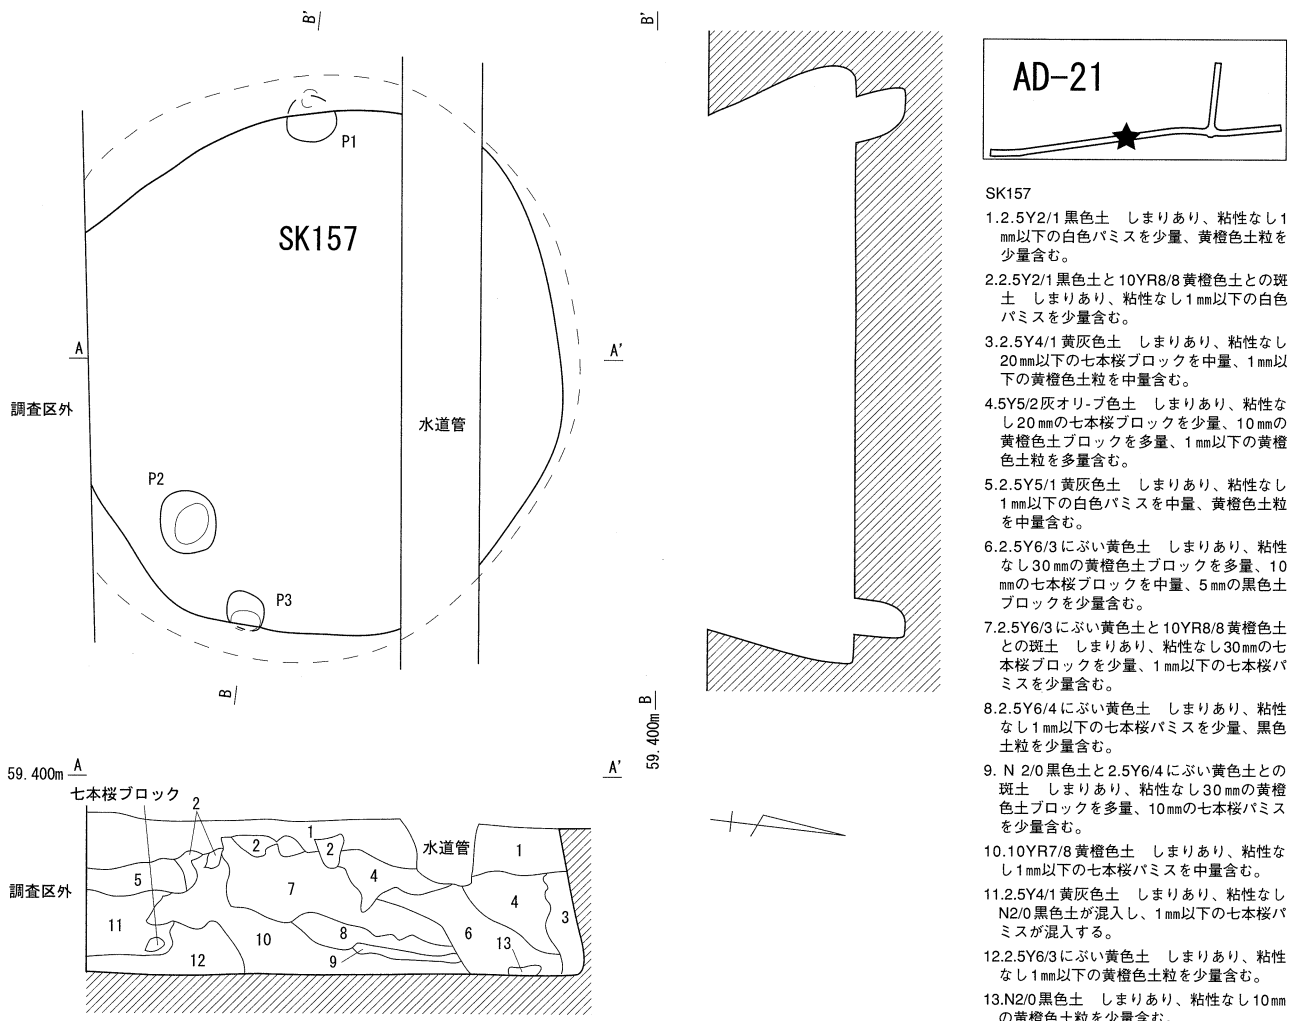 B'
P1
SK157
A
A'
調査区外
水道管
P2
P3
B
B'
B
59.400m
59.400m
A
A'
七本桜ブロック
2
1
2
2
水道管
1
5
7
4
4
調査区外
11
3
8
6
10
13
9
12
AD-21
SK157
1.2.5Y2/1黒色土　しまりあり、粘性なし1
㎜以下の白色パミスを少量、黄橙色土粒を
少量含む。
2.2.5Y2/1黒色土と10YR8/8黄橙色土との斑
土　しまりあり、粘性なし1㎜以下の白色
パミスを少量含む。
3.2.5Y4/1黄灰色土　しまりあり、粘性なし
20㎜以下の七本桜ブロックを中量、1㎜以
下の黄橙色土粒を中量含む。
4.5Y5/2灰オリ-ブ色土　しまりあり、粘性な
し20㎜の七本桜ブロックを少量、10㎜の
黄橙色土ブロックを多量、1㎜以下の黄橙
色土粒を多量含む。
5.2.5Y5/1黄灰色土　しまりあり、粘性なし
1㎜以下の白色パミスを中量、黄橙色土粒
を中量含む。
6.2.5Y6/3にぶい黄色土　しまりあり、粘性
なし30㎜の黄橙色土ブロックを多量、10
㎜の七本桜ブロックを中量、5㎜の黒色土
ブロックを少量含む。
7.2.5Y6/3にぶい黄色土と10YR8/8黄橙色土
との斑土　しまりあり、粘性なし30㎜の七
本桜ブロックを少量、1㎜以下の七本桜パ
ミスを少量含む。
8.2.5Y6/4にぶい黄色土　しまりあり、粘性
なし1㎜以下の七本桜パミスを少量、黒色
土粒を少量含む。
9. N 2/0黒色土と2.5Y6/4にぶい黄色土との
斑土　しまりあり、粘性なし30㎜の黄橙
色土ブロックを多量、10㎜の七本桜パミス
を少量含む。
10.10YR7/8黄橙色土　しまりあり、粘性な
し1㎜以下の七本桜パミスを中量含む。
11.2.5Y4/1黄灰色土　しまりあり、粘性なし
N2/0黒色土が混入し、1㎜以下の七本桜パ
ミスが混入する。
12.2.5Y6/3にぶい黄色土　しまりあり、粘性
なし1㎜以下の黄橙色土粒を少量含む。
13.N2/0黒色土　しまりあり、粘性なし10㎜
の黄橙色土粒を少量含む。